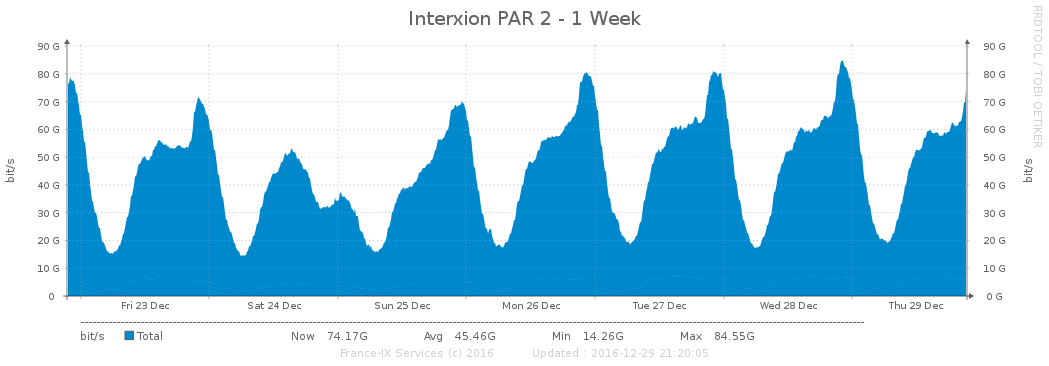 Interxion PAR 2 - 1 Week
RRDTOOL / TOBI OETIKER
90 G 90 G
80 G 80 G
70 G 70 G
60 G 60 G
50 G 50 G
40 G 40 G
30 G 30 G
20 G 20 G
10 G 10 G
0 0 G
bit/s
bit/s
Fri 23 Dec Sat 24 Dec Sun 25 Dec Mon 26 Dec Tue 27 Dec Wed 28 Dec Thu 29 Dec
bit/s Total Now 74.17G Avg 45.46G Min 14.26G Max 84.55G
France-IX Services (c) 2016 Updated : 2016-12-29 21:20:05